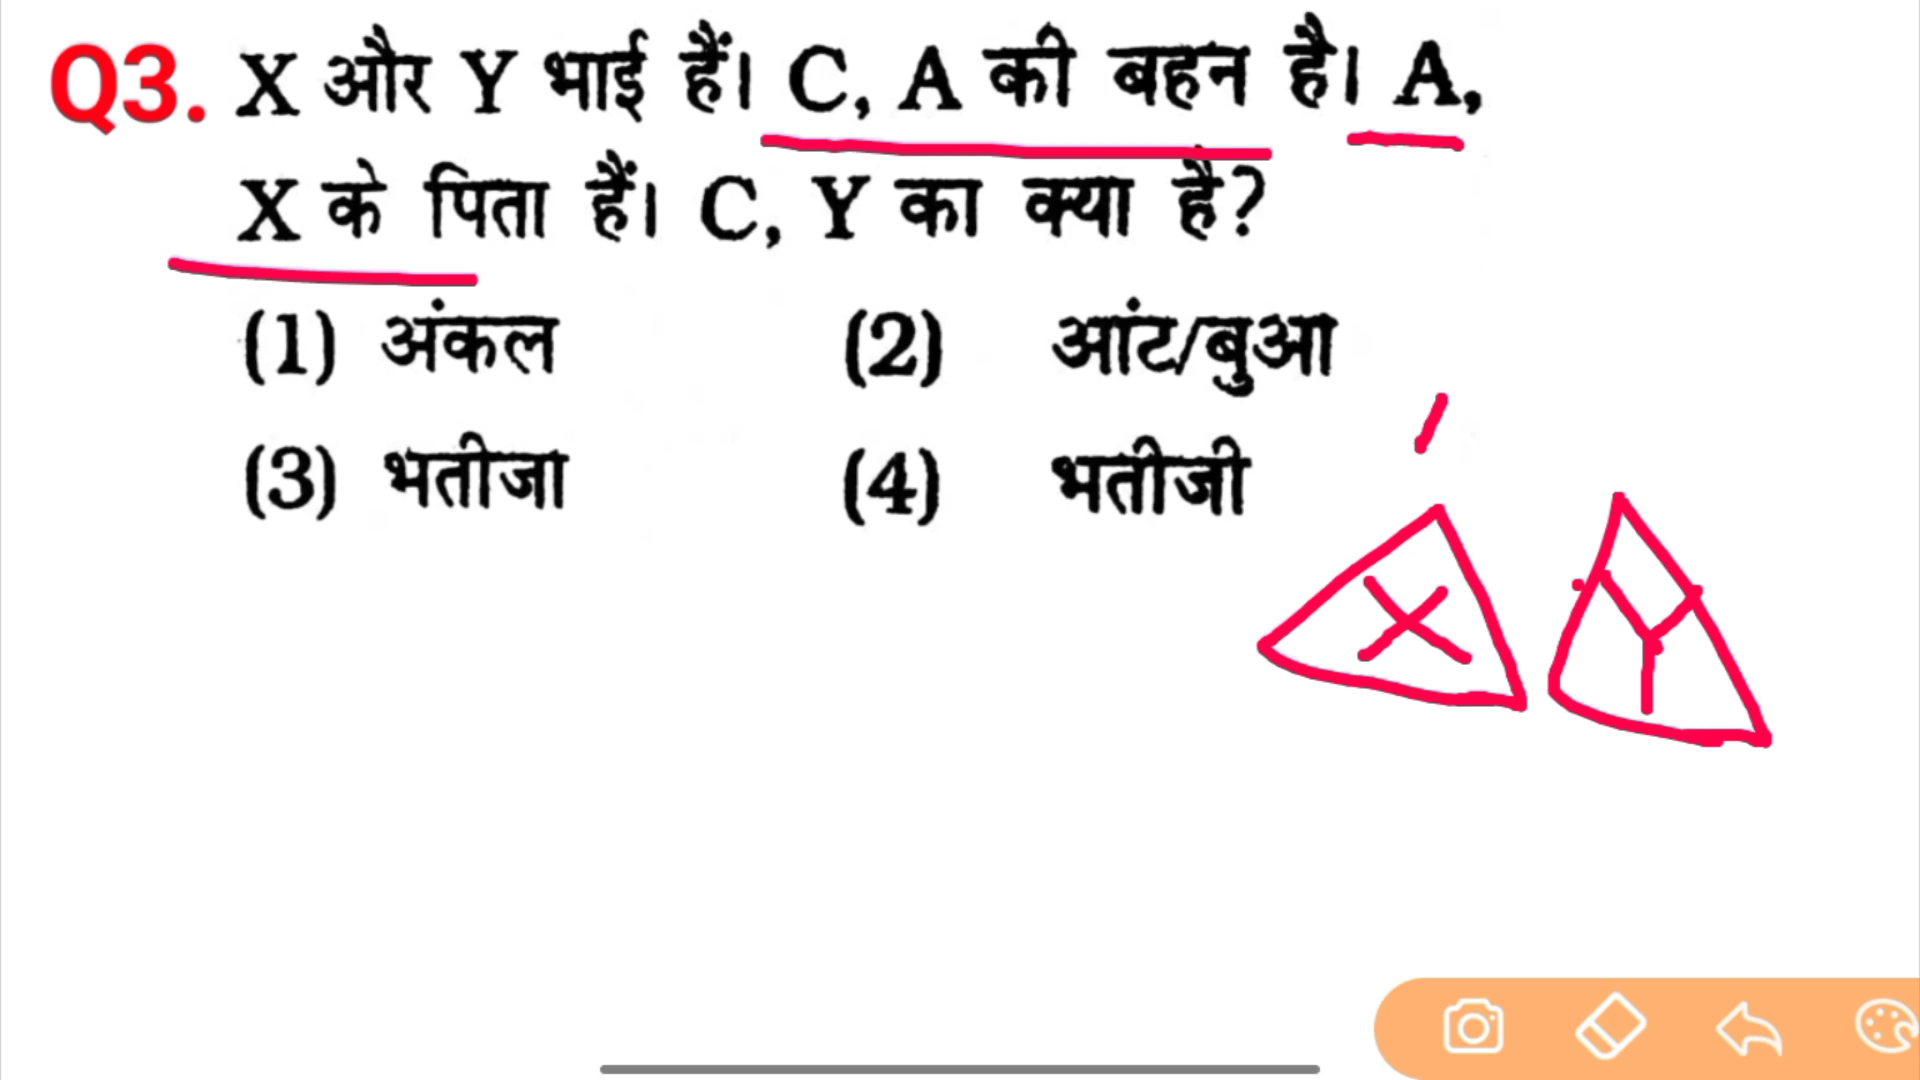 Q3. X और Y भाई हैं। C, A की बहन है। A,
X के पिता हैं। C, Y का क्या है?
(1) अंकल (2) आंट/बुआ
(3) भतीजा (4) भतीजी
X Y